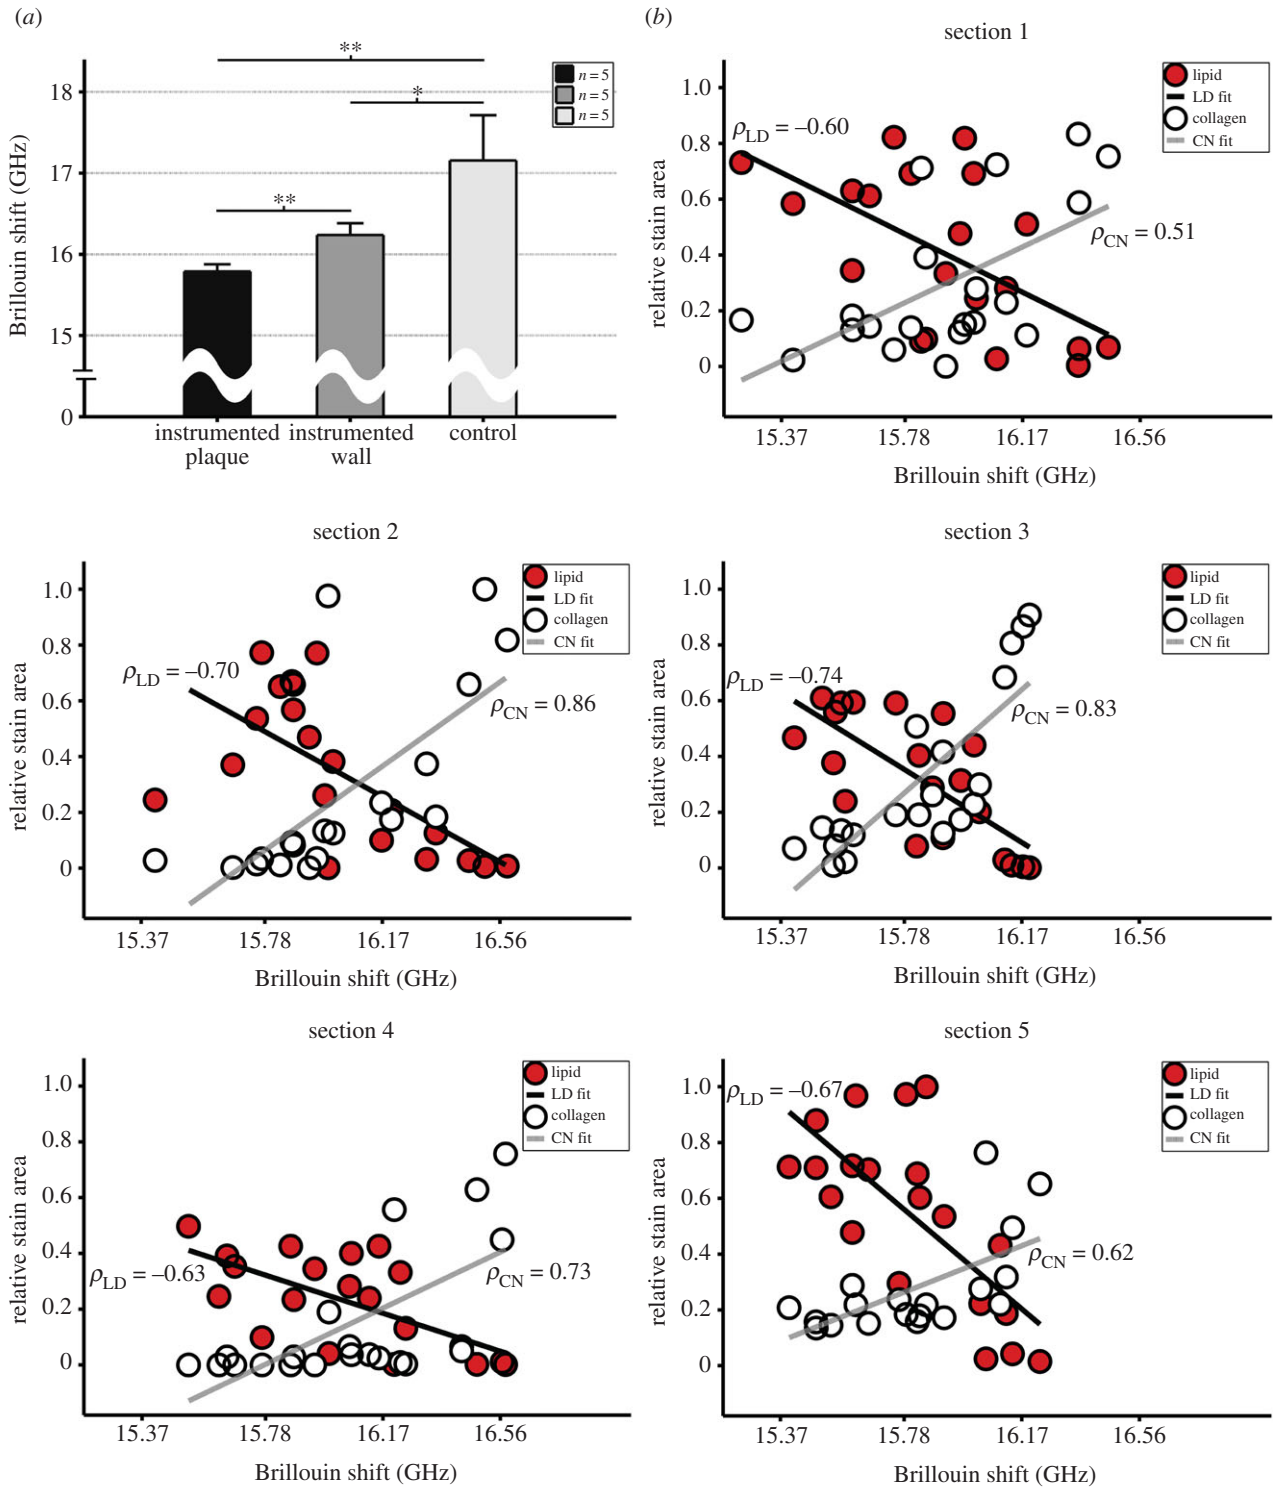 (a)
**
*
**
n = 5
n = 5
n = 5
Brillouin shift (GHz)
18
17
16
15
0
instrumented plaque
instrumented wall
control
(b)
section 1
relative stain area
1.0
0.8
0.6
0.4
0.2
0
ρLD = –0.60
ρCN = 0.51
lipid
LD fit
collagen
CN fit
15.37 15.78 16.17 16.56
Brillouin shift (GHz)
section 2
relative stain area
1.0
0.8
0.6
0.4
0.2
0
ρLD = –0.70
ρCN = 0.86
lipid
LD fit
collagen
CN fit
15.37 15.78 16.17 16.56
Brillouin shift (GHz)
section 3
relative stain area
1.0
0.8
0.6
0.4
0.2
0
ρLD = –0.74
ρCN = 0.83
lipid
LD fit
collagen
CN fit
15.37 15.78 16.17 16.56
Brillouin shift (GHz)
section 4
relative stain area
1.0
0.8
0.6
0.4
0.2
0
ρLD = –0.63
ρCN = 0.73
lipid
LD fit
collagen
CN fit
15.37 15.78 16.17 16.56
Brillouin shift (GHz)
section 5
relative stain area
1.0
0.8
0.6
0.4
0.2
0
ρLD = –0.67
ρCN = 0.62
lipid
LD fit
collagen
CN fit
15.37 15.78 16.17 16.56
Brillouin shift (GHz)